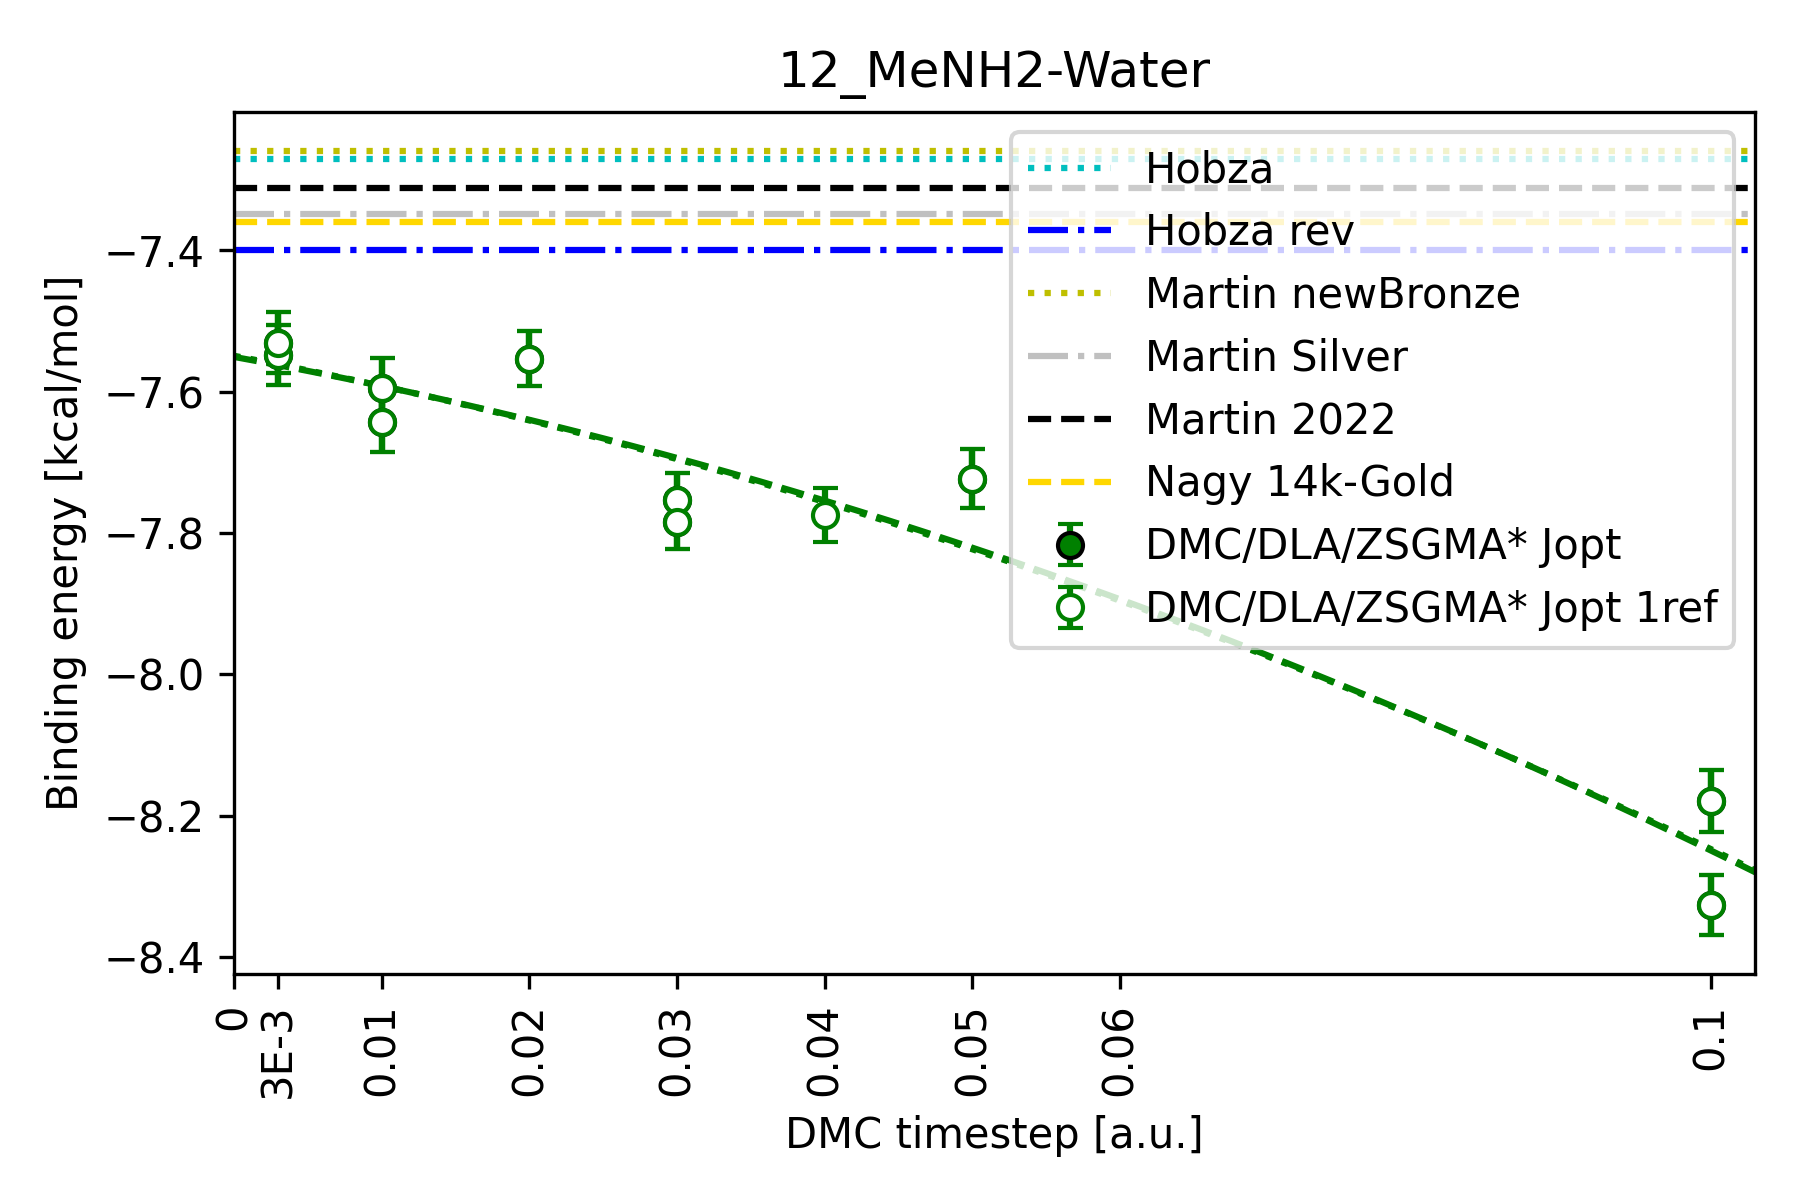 12_MeNH2-Water
Hobza
Hobza rev
Martin newBronze
Martin Silver
Martin 2022
Nagy 14k-Gold
DMC/DLA/ZSGMA* Jopt
DMC/DLA/ZSGMA* Jopt 1ref
Binding energy [kcal/mol]
−7.4
−7.6
−7.8
−8.0
−8.2
−8.4
0
3E-3
0.01
0.02
0.03
0.04
0.05
0.06
0.1
DMC timestep [a.u.]